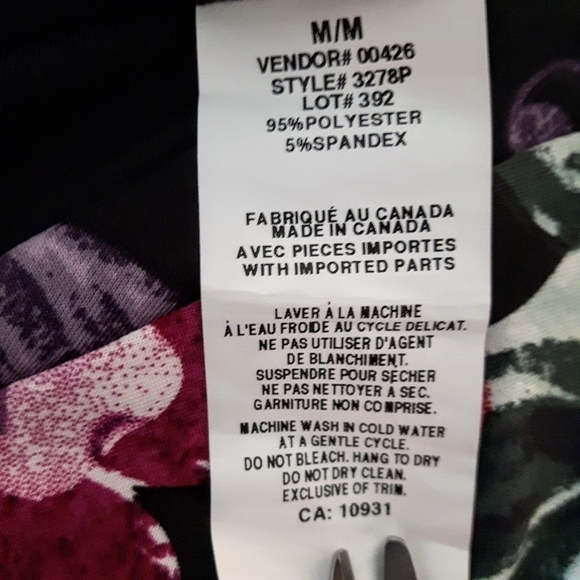 M/M
VENDOR# 00426
STYLE# 3278P
LOT# 392
95%POLYESTER
5%SPANDEX
FABRIQUÉ AU CANADA
MADE IN CANADA
AVEC PIECES IMPORTES
WITH IMPORTED PARTS
LAVER À LA MACHINE
À L'EAU FROIDE AU CYCLE DELICAT.
NE PAS UTILISER D'AGENT
DE BLANCHIMENT.
SUSPENDRE POUR SÉCHER
NE PAS NETTOYER A SEC.
GARNITURE NON COMPRISE.
MACHINE WASH IN COLD WATER
AT A GENTLE CYCLE.
DO NOT BLEACH. HANG TO DRY
DO NOT DRY CLEAN.
EXCLUSIVE OF TRIM.
CA: 10931